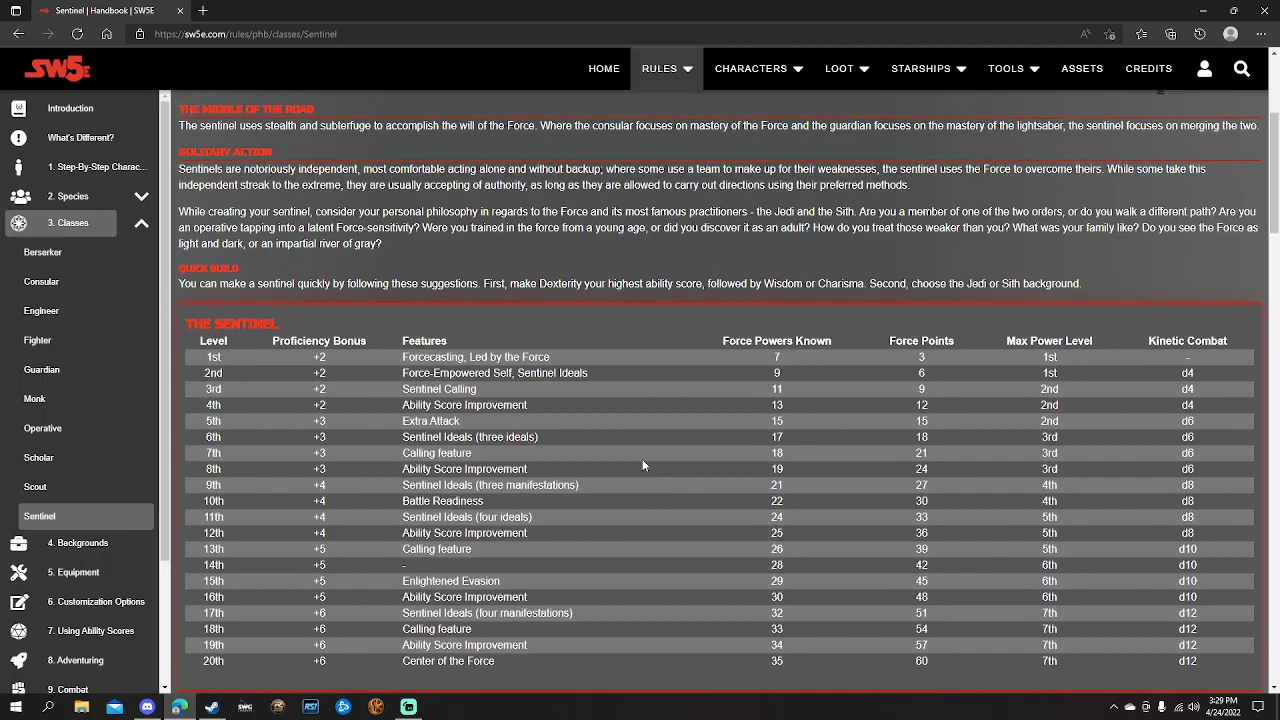 Sentinel | Handbook | SW5E
https://sw5e.com/rules/phb/classes/Sentinel
SW5E
HOME RULES CHARACTERS LOOT STARSHIPS TOOLS ASSETS CREDITS
Introduction
What's Different?
1. Step-By-Step Charac...
2. Species
3. Classes
Berserker
Consular
Engineer
Fighter
Guardian
Monk
Operative
Scholar
Scout
Sentinel
4. Backgrounds
5. Equipment
6. Customization Options
7. Using Ability Scores
8. Adventuring
9. Combat
THE MIDDLE OF THE ROAD
The sentinel uses stealth and subterfuge to accomplish the will of the Force. Where the consular focuses on mastery of the Force and the guardian focuses on the mastery of the lightsaber, the sentinel focuses on merging the two.
SOLITARY ACTION
Sentinels are notoriously independent, most comfortable acting alone and without backup; where some use a team to make up for their weaknesses, the sentinel uses the Force to overcome theirs. While some take this
independent streak to the extreme, they are usually accepting of authority, as long as they are allowed to carry out directions using their preferred methods.
While creating your sentinel, consider your personal philosophy in regards to the Force and its most famous practitioners - the Jedi and the Sith. Are you a member of one of the two orders, or do you walk a different path? Are you
an operative tapping into a latent Force-sensitivity? Were you trained in the force from a young age, or did you discover it as an adult? How do you treat those weaker than you? What was your family like? Do you see the Force as
light and dark, or an impartial river of gray?
QUICK BUILD
You can make a sentinel quickly by following these suggestions. First, make Dexterity your highest ability score, followed by Wisdom or Charisma. Second, choose the Jedi or Sith background.
THE SENTINEL
Level Proficiency Bonus Features Force Powers Known Force Points Max Power Level Kinetic Combat
1st +2 Forcecasting, Led by the Force 7 3 1st -
2nd +2 Force-Empowered Self, Sentinel Ideals 9 6 1st d4
3rd +2 Sentinel Calling 11 9 2nd d4
4th +2 Ability Score Improvement 13 12 2nd d4
5th +3 Extra Attack 15 15 2nd d6
6th +3 Sentinel Ideals (three ideals) 17 18 3rd d6
7th +3 Calling feature 18 21 3rd d6
8th +3 Ability Score Improvement 19 24 3rd d6
9th +4 Sentinel Ideals (three manifestations) 21 27 4th d8
10th +4 Battle Readiness 22 30 4th d8
11th +4 Sentinel Ideals (four ideals) 24 33 5th d8
12th +4 Ability Score Improvement 25 36 5th d8
13th +5 Calling feature 26 39 5th d10
14th +5 - 28 42 6th d10
15th +5 Enlightened Evasion 29 45 6th d10
16th +5 Ability Score Improvement 30 48 6th d10
17th +6 Sentinel Ideals (four manifestations) 32 51 7th d12
18th +6 Calling feature 33 54 7th d12
19th +6 Ability Score Improvement 34 57 7th d12
20th +6 Center of the Force 35 60 7th d12
SWG
RSI
3:29 PM
4/24/2022